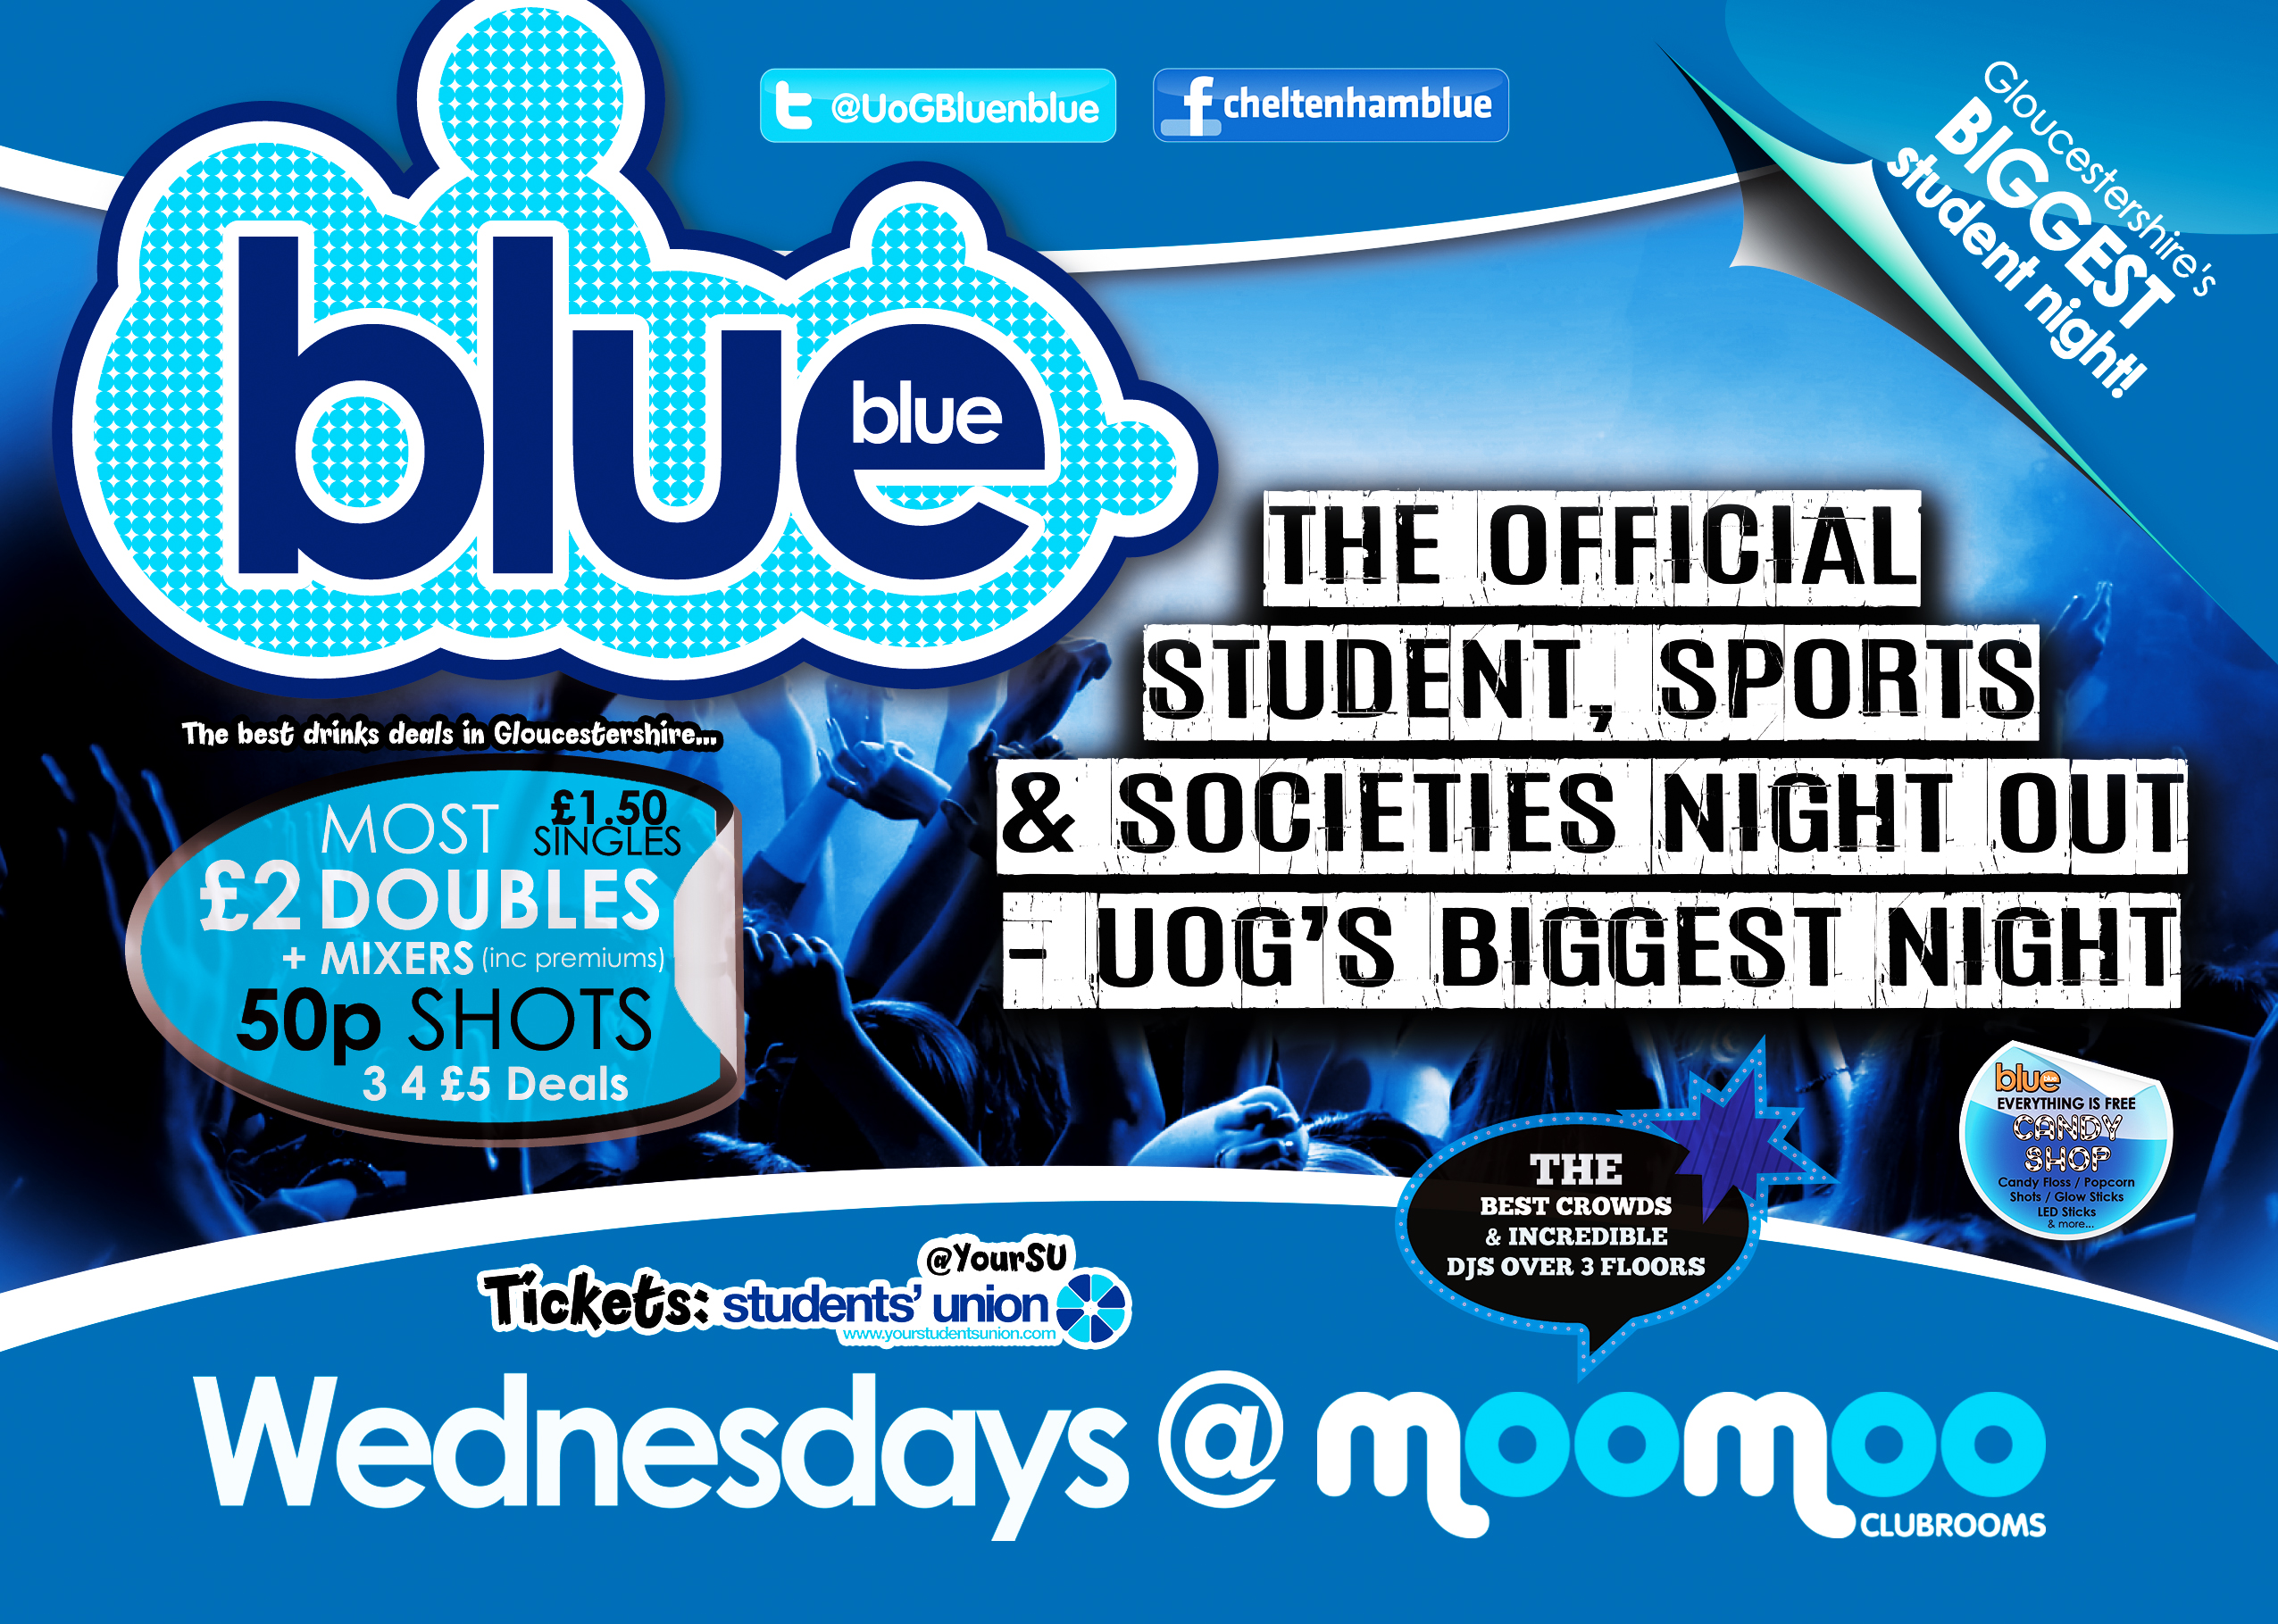 @UoGBluenblue
cheltenhamblue
Gloucestershire's
BIGGEST
student night!
blue
blue
THE OFFICIAL
STUDENT, SPORTS
& SOCIETIES NIGHT OUT
- UOG'S BIGGEST NIGHT
The best drinks deals in Gloucestershire...
MOST £1.50
SINGLES
£2 DOUBLES
+ MIXERS (inc premiums)
50p SHOTS
3 4 £5 Deals
blue
blue
EVERYTHING IS FREE
CANDY
SHOP
Candy Floss / Popcorn
Shots / Glow Sticks
LED Sticks
& more...
THE
BEST CROWDS
& INCREDIBLE
DJS OVER 3 FLOORS
@YourSU
Tickets: students' union
www.yourstudentsunion.com
Wednesdays @ moomoo
CLUBROOMS